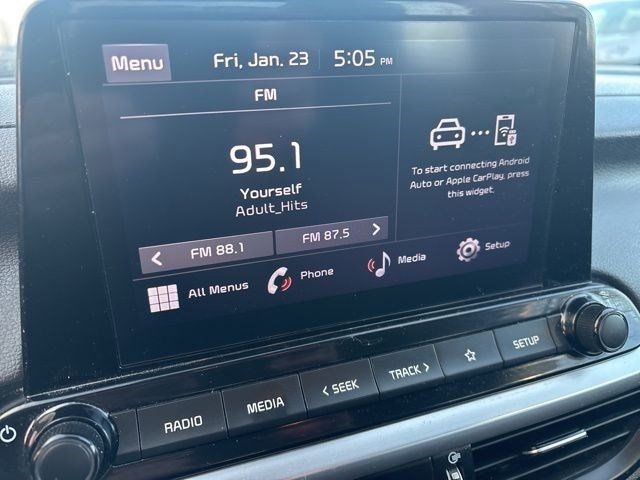 Menu
Fri, Jan. 23
5:05 PM
FM
95.1
Yourself
Adult_Hits
< FM 88.1
FM 87.5 >
To start connecting Android
Auto or Apple CarPlay, press
this widget.
All Menus
Phone
Media
Setup
RADIO
MEDIA
< SEEK
TRACK >
SETUP